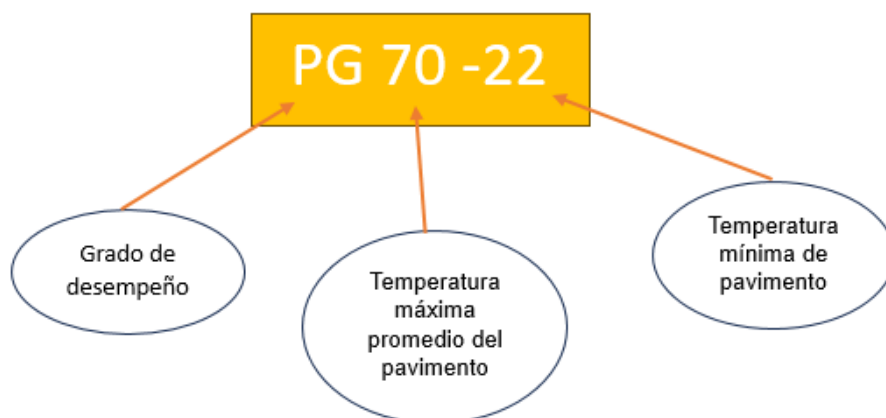 PG 70 -22
Grado de
desempeño
Temperatura
máxima
promedio del
pavimento
Temperatura
mínima de
pavimento